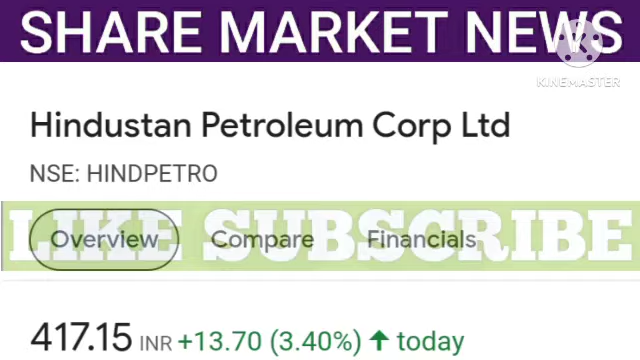 SHARE MARKET NEWS
KINEMASTER
Hindustan Petroleum Corp Ltd
NSE: HINDPETRO
LIKE SUBSCRIBE
Overview Compare Financials
417.15 INR +13.70 (3.40%) ↑ today